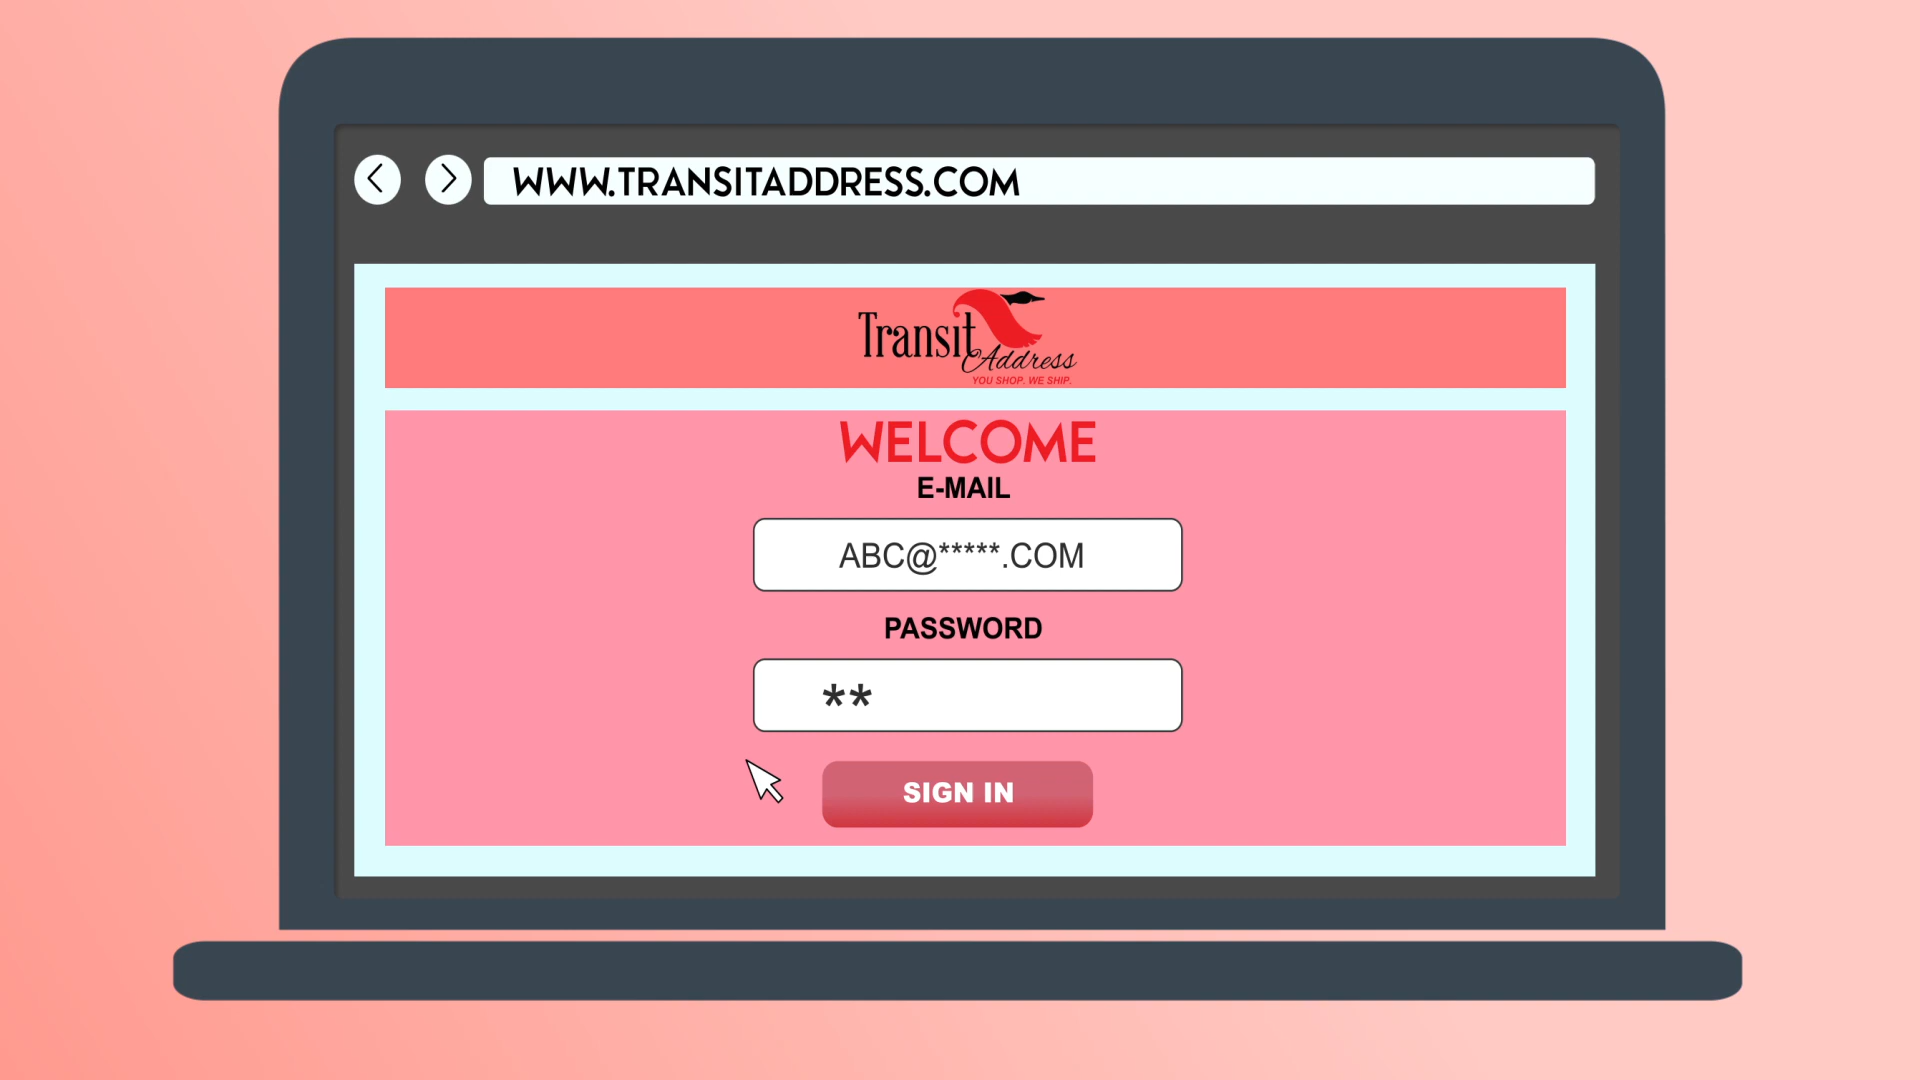 WWW.TRANSITADDRESS.COM
Transit
Address
YOU SHOP. WE SHIP.
WELCOME
E-MAIL
ABC@*****.COM
PASSWORD
**
SIGN IN